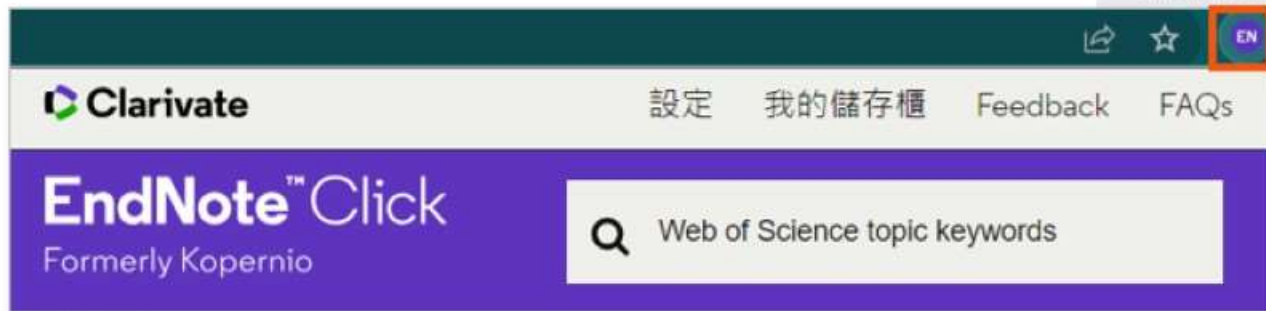 EN
Clarivate 設定 我的儲存櫃 Feedback FAQs
EndNote™ Click
Formerly Kopernio
Web of Science topic keywords